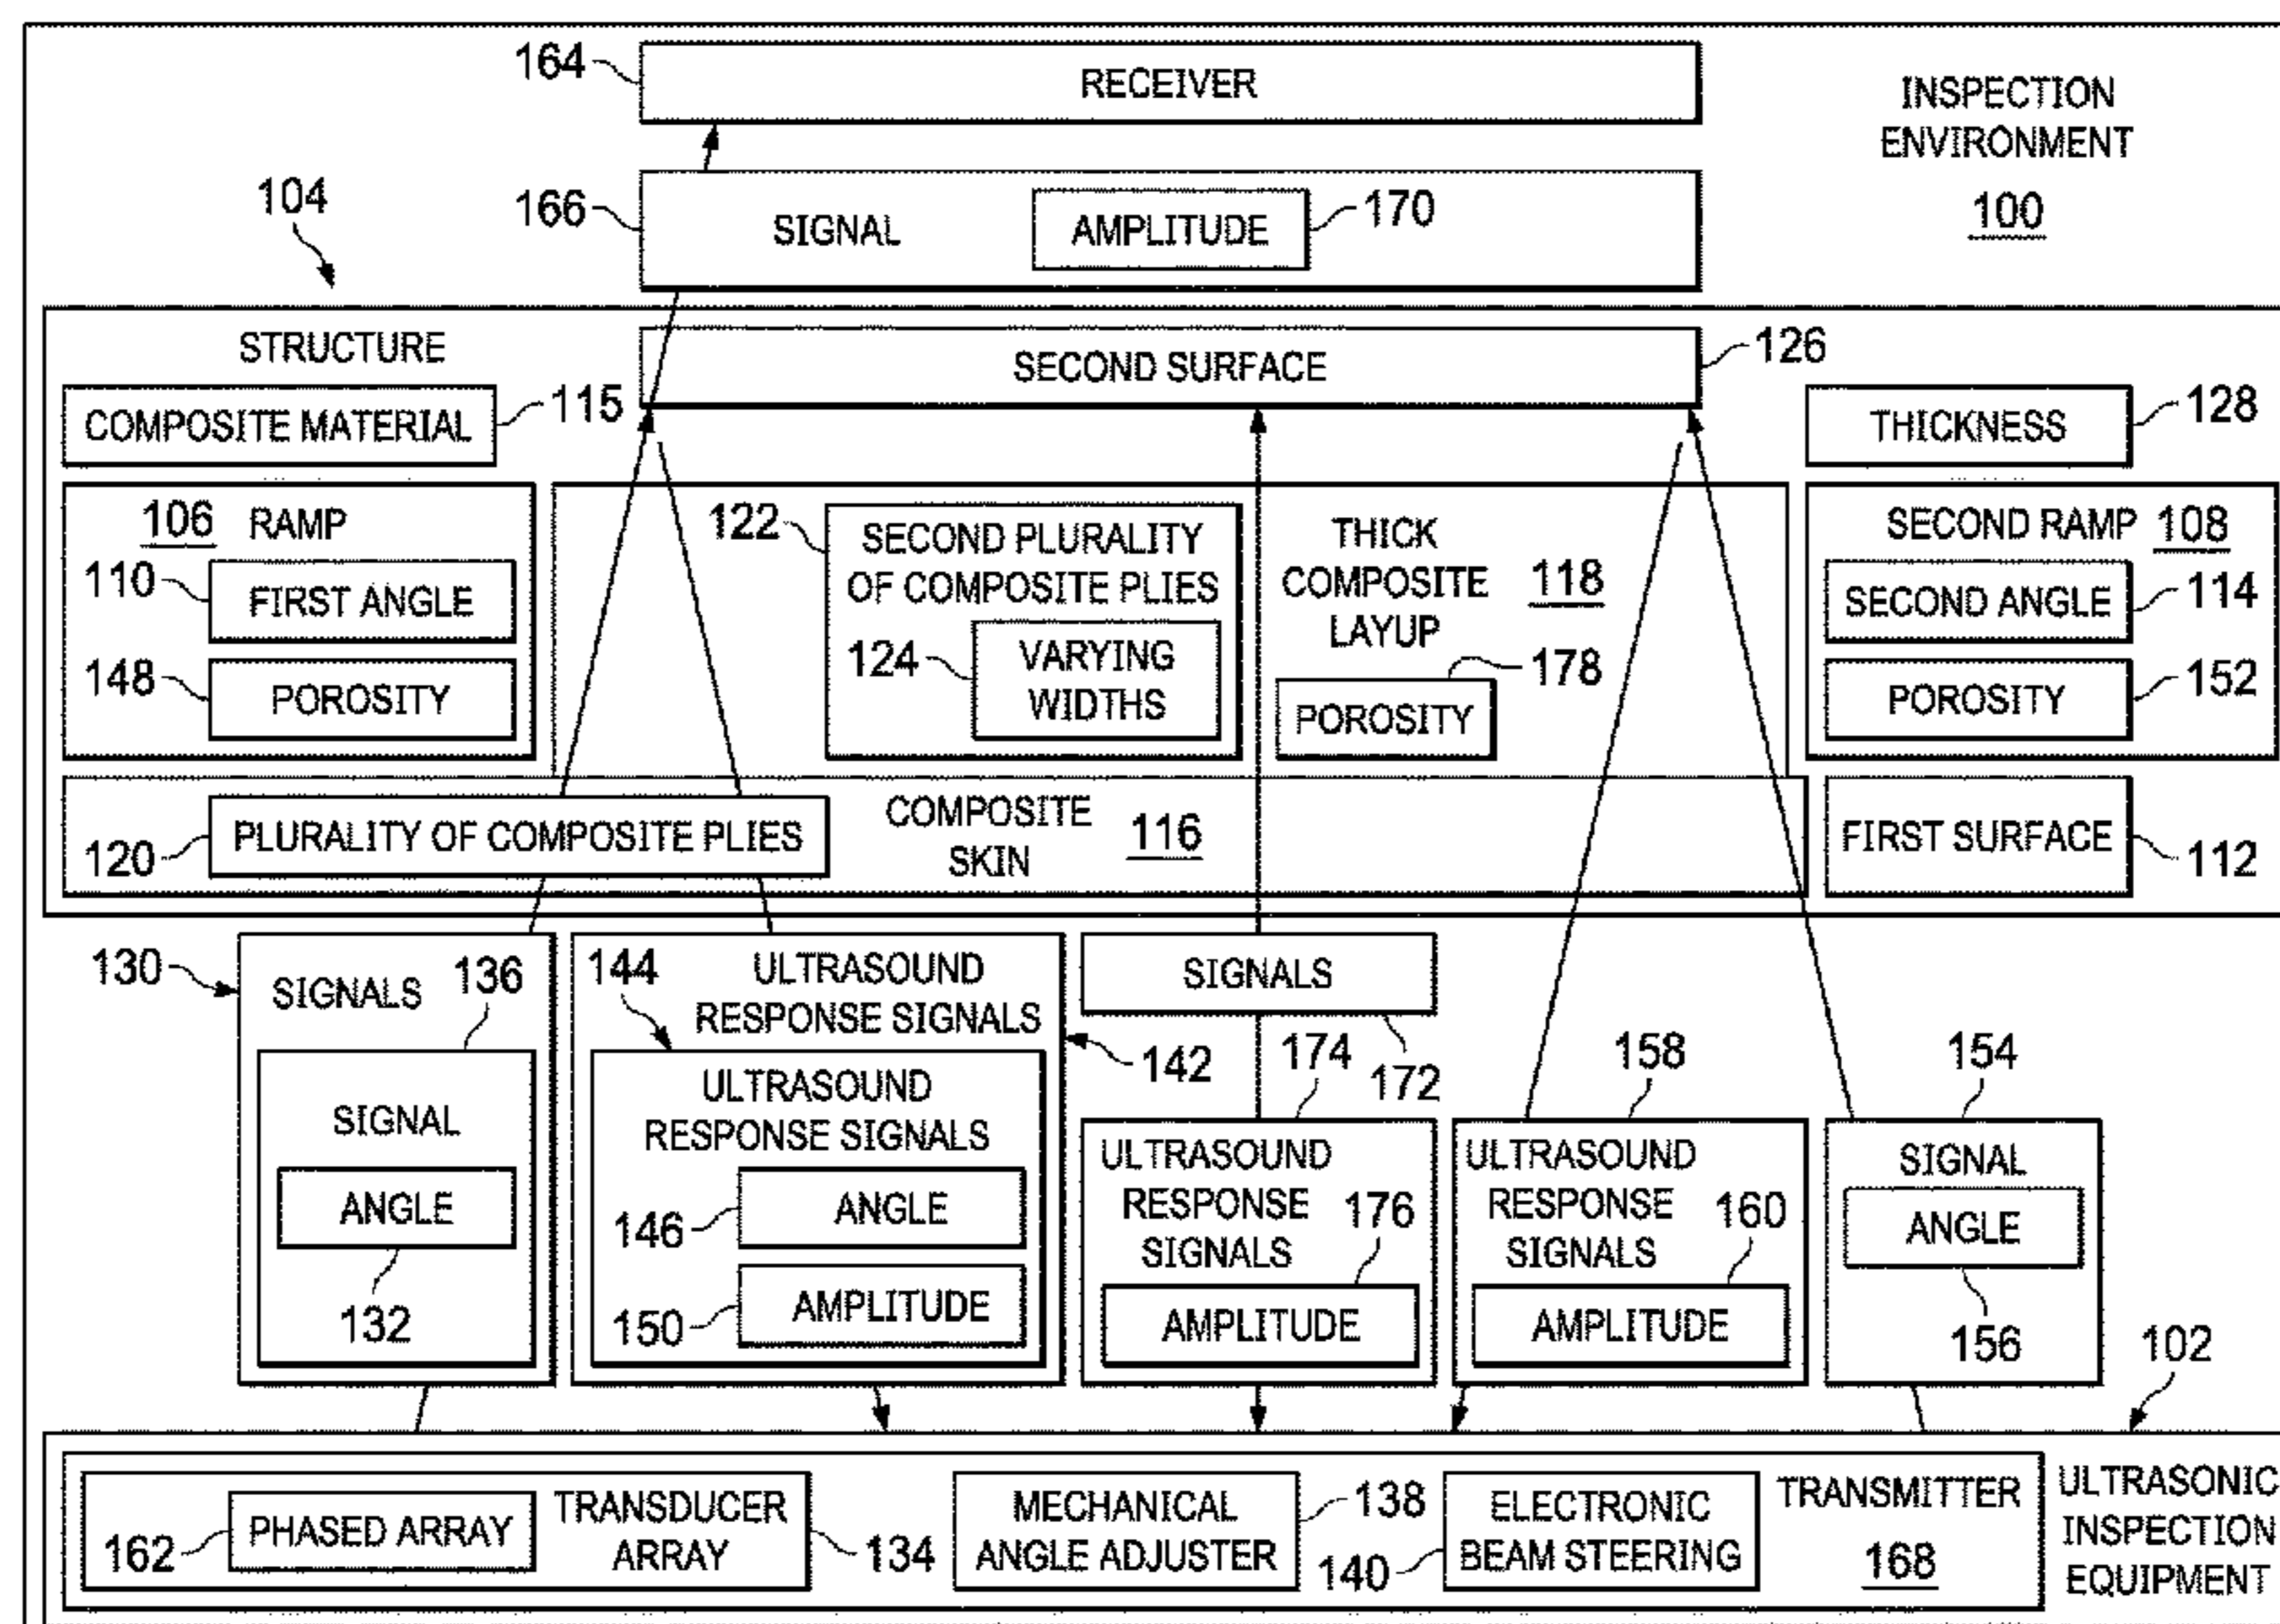 164
RECEIVER
INSPECTION
ENVIRONMENT
100
104
166
SIGNAL
AMPLITUDE
170
STRUCTURE
SECOND SURFACE
126
COMPOSITE MATERIAL
115
THICKNESS
128
106 RAMP
110
FIRST ANGLE
148
POROSITY
122
SECOND PLURALITY
OF COMPOSITE PLIES
124
VARYING
WIDTHS
THICK
COMPOSITE
LAYUP
118
178
POROSITY
SECOND RAMP 108
SECOND ANGLE
114
POROSITY
152
120
PLURALITY OF COMPOSITE PLIES
COMPOSITE
SKIN
116
FIRST SURFACE
112
130
SIGNALS
136
SIGNAL
ANGLE
132
144
ULTRASOUND
RESPONSE SIGNALS
142
ULTRASOUND
RESPONSE SIGNALS
146
ANGLE
150
AMPLITUDE
SIGNALS
172
174
ULTRASOUND
RESPONSE
SIGNALS
176
AMPLITUDE
158
ULTRASOUND
RESPONSE
SIGNALS
160
AMPLITUDE
154
SIGNAL
ANGLE
156
102
162
PHASED ARRAY
TRANSDUCER
ARRAY
134
MECHANICAL
ANGLE ADJUSTER
138
140
ELECTRONIC
BEAM STEERING
TRANSMITTER
168
ULTRASONIC
INSPECTION
EQUIPMENT